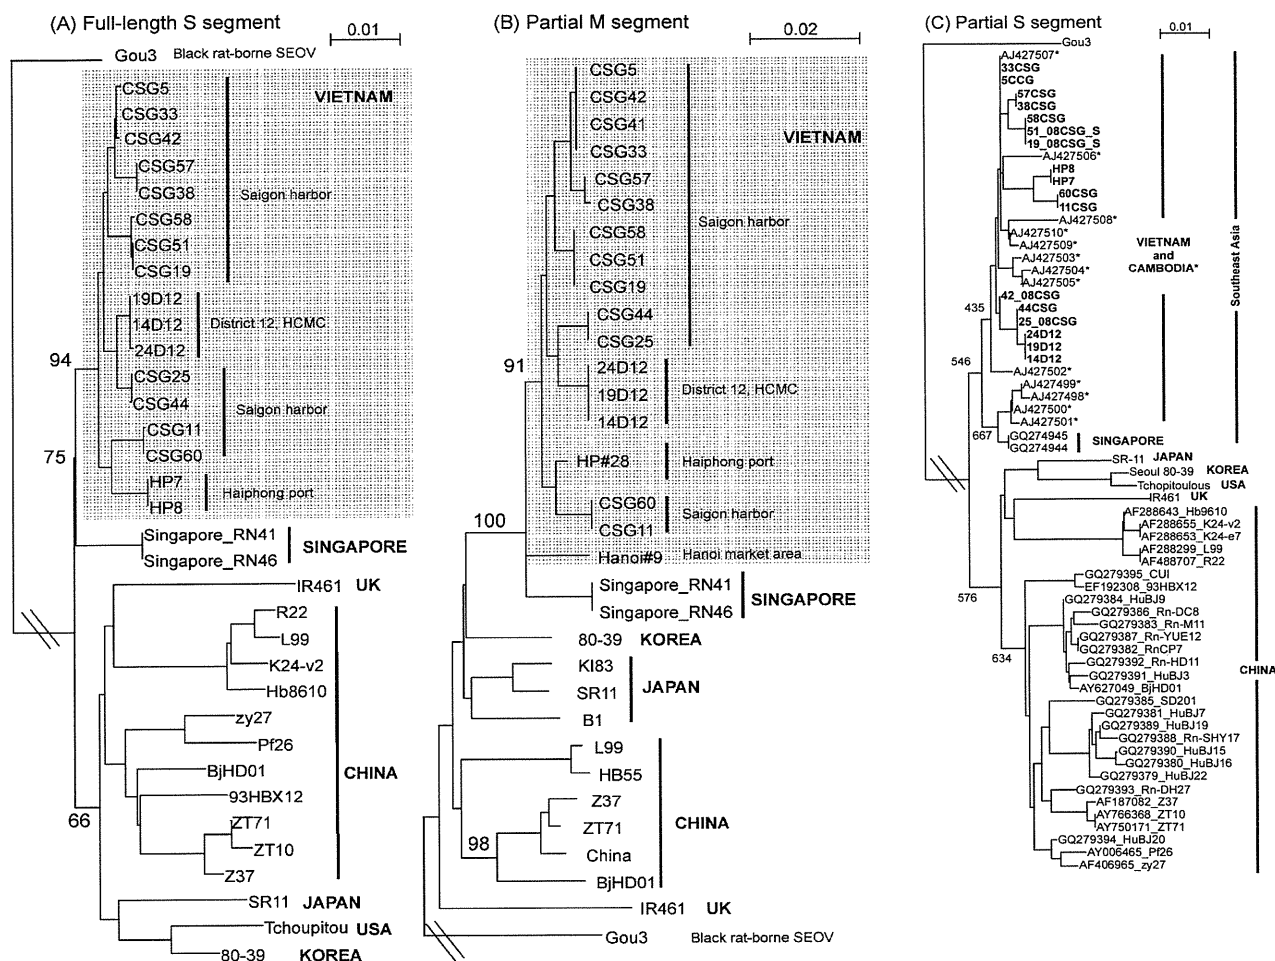 (A) Full-length S segment
0.01
Gou3 Black rat-borne SEOV
VIETNAM
CSG5
CSG33
CSG42
CSG57
CSG38
CSG58
CSG51
CSG19
Saigon harbor
19D12
14D12
24D12
District 12, HCMC
CSG25
CSG44
CSG11
CSG60
Saigon harbor
HP7
HP8
Haiphong port
94
75
66
Singapore_RN41
Singapore_RN46
SINGAPORE
IR461 UK
R22
L99
K24-v2
Hb8610
zy27
Pf26
BjHD01
93HBX12
ZT71
ZT10
Z37
CHINA
SR11 JAPAN
Tchoupitou USA
80-39 KOREA
(B) Partial M segment
0.02
VIETNAM
CSG5
CSG42
CSG41
CSG33
CSG57
CSG38
CSG58
CSG51
CSG19
CSG44
CSG25
Saigon harbor
24D12
19D12
14D12
District 12, HCMC
HP#28
Haiphong port
CSG60
CSG11
Saigon harbor
Hanoi#9 Hanoi market area
91
100
98
Singapore_RN41
Singapore_RN46
SINGAPORE
80-39 KOREA
KI83
SR11
B1
JAPAN
L99
HB55
Z37
ZT71
China
BjHD01
CHINA
IR461 UK
Gou3 Black rat-borne SEOV
(C) Partial S segment
0.01
Gou3
AJ427507*
33CSG
5CCG
57CSG
38CSG
58CSG
51_08CSG_S
19_08CSG_S
AJ427506*
HP8
HP7
60CSG
11CSG
AJ427508*
AJ427510*
AJ427509*
AJ427503*
AJ427504*
AJ427505*
42_08CSG
44CSG
25_08CSG
24D12
19D12
14D12
AJ427502*
AJ427499*
AJ427498*
AJ427500*
AJ427501*
VIETNAM
and
CAMBODIA*
Southeast Asia
435
546
667
576
634
GQ274945
GQ274944
SINGAPORE
SR-11 JAPAN
Seoul 80-39 KOREA
Tchopitoulous USA
IR461 UK
AF288643_Hb9610
AF288655_K24-v2
AF288653_K24-e7
AF288299_L99
AF488707_R22
GQ279395_CUI
EF192308_93HBX12
GQ279384_HuBJ9
GQ279386_Rn-DC8
GQ279383_Rn-M11
GQ279387_Rn-YUE12
GQ279382_RnCP7
GQ279392_Rn-HD11
GQ279391_HuBJ3
AY627049_BjHD01
GQ279385_SD201
GQ279381_HuBJ7
GQ279389_HuBJ19
GQ279388_Rn-SHY17
GQ279390_HuBJ15
GQ279380_HuBJ16
GQ279379_HuBJ22
GQ279393_Rn-DH27
AF187082_Z37
AY766368_ZT10
AY750171_ZT71
GQ279394_HuBJ20
AY006465_Pf26
AF406965_zy27
CHINA